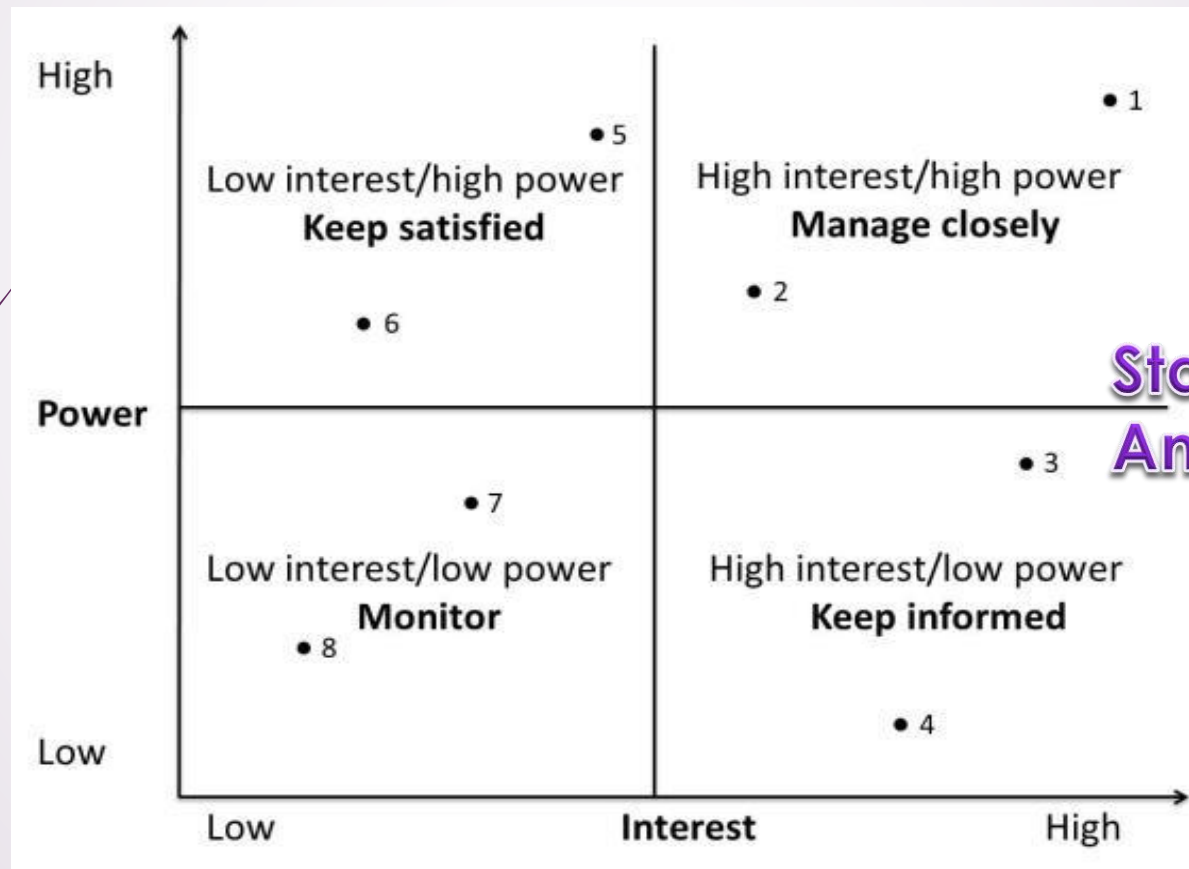 High
• 1
• 5
Low interest/high power
Keep satisfied
High interest/high power
Manage closely
• 2
• 6
Power
• 3
• 7
Low interest/low power
Monitor
High interest/low power
Keep informed
• 8
• 4
Low
Low
Interest
High